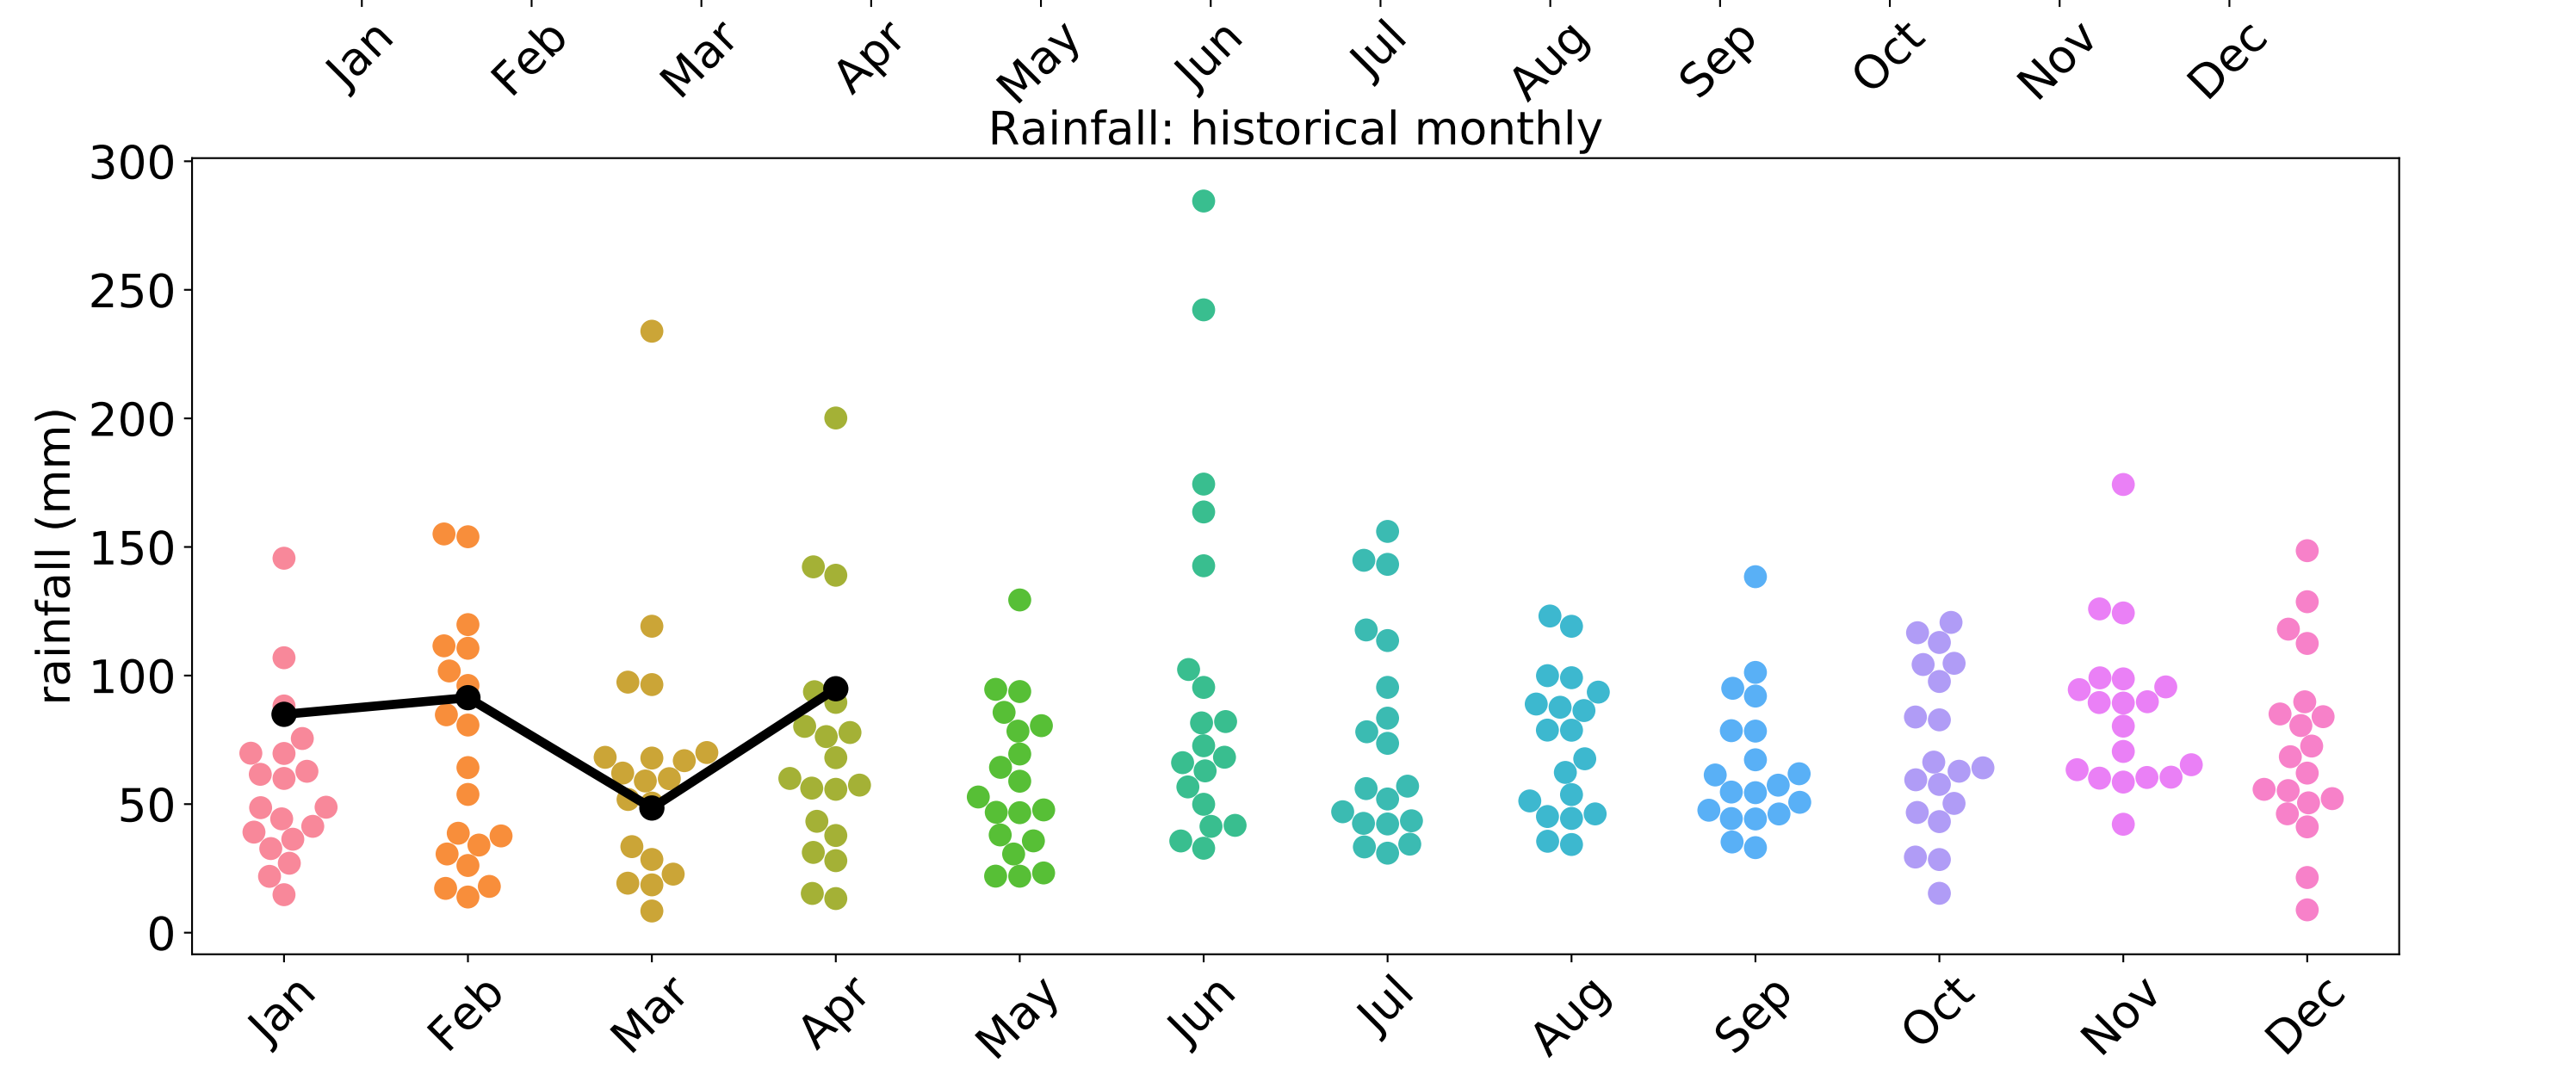 Jan Feb Mar Apr May Jun Jul Aug Sep Oct Nov Dec
Rainfall: historical monthly
rainfall (mm)
300
250
200
150
100
50
0
Jan Feb Mar Apr May Jun Jul Aug Sep Oct Nov Dec